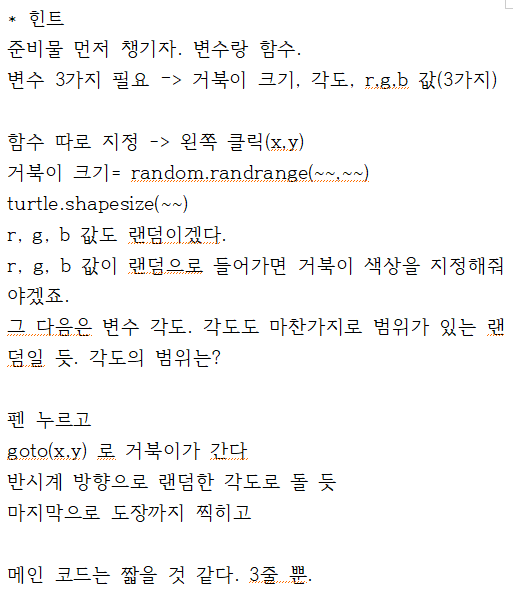 * 힌트
준비물 먼저 챙기자. 변수랑 함수.
변수 3가지 필요 -> 거북이 크기, 각도, r,g,b 값(3가지)
함수 따로 지정 -> 왼쪽 클릭(x,y)
거북이 크기= random.randrange(~~,~~)
turtle.shapesize(~~)
r, g, b 값도 랜덤이겠다.
r, g, b 값이 랜덤으로 들어가면 거북이 색상을 지정해줘
야겠죠.
그 다음은 변수 각도. 각도도 마찬가지로 범위가 있는 랜
덤일 듯. 각도의 범위는?
펜 누르고
goto(x,y) 로 거북이가 간다
반시계 방향으로 랜덤한 각도로 돌 듯
마지막으로 도장까지 찍히고
메인 코드는 짧을 것 같다. 3줄 뿐.